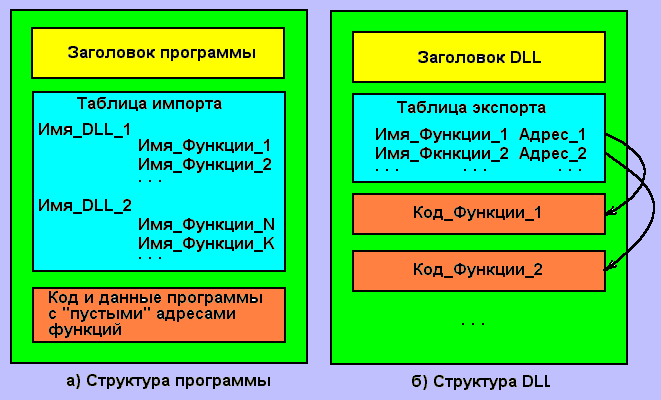 Заголовок программы
Таблица импорта
Имя_DLL_1
Имя_Функции_1
Имя_Функции_2
. . .
Имя_DLL_2
Имя_Функции_N
Имя_Функции_K
. . .
Код и данные программы
с "пустыми" адресами
функций
а) Структура программы
Заголовок DLL
Таблица экспорта
Имя_Функции_1 Адрес_1
Имя_Фкнкции_2 Адрес_2
. . . . . . . . .
Код_Функции_1
Код_Функции_2
. . .
б) Структура DLL